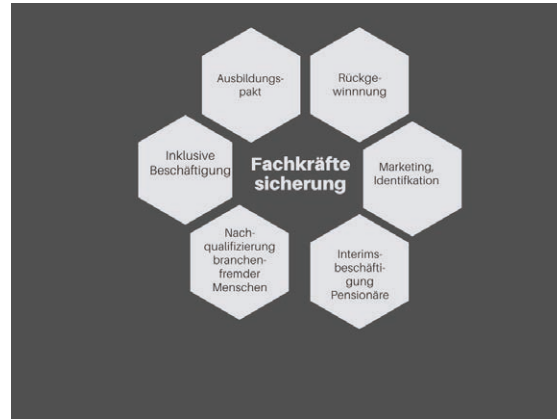 Ausbildungs-
pakt
Rückge-
winnnung
Inklusive
Beschäftigung
Fachkräfte
sicherung
Marketing,
Identifkation
Nach-
qualifizierung
branchen-
fremder
Menschen
Interims-
beschäfti-
gung
Pensionäre